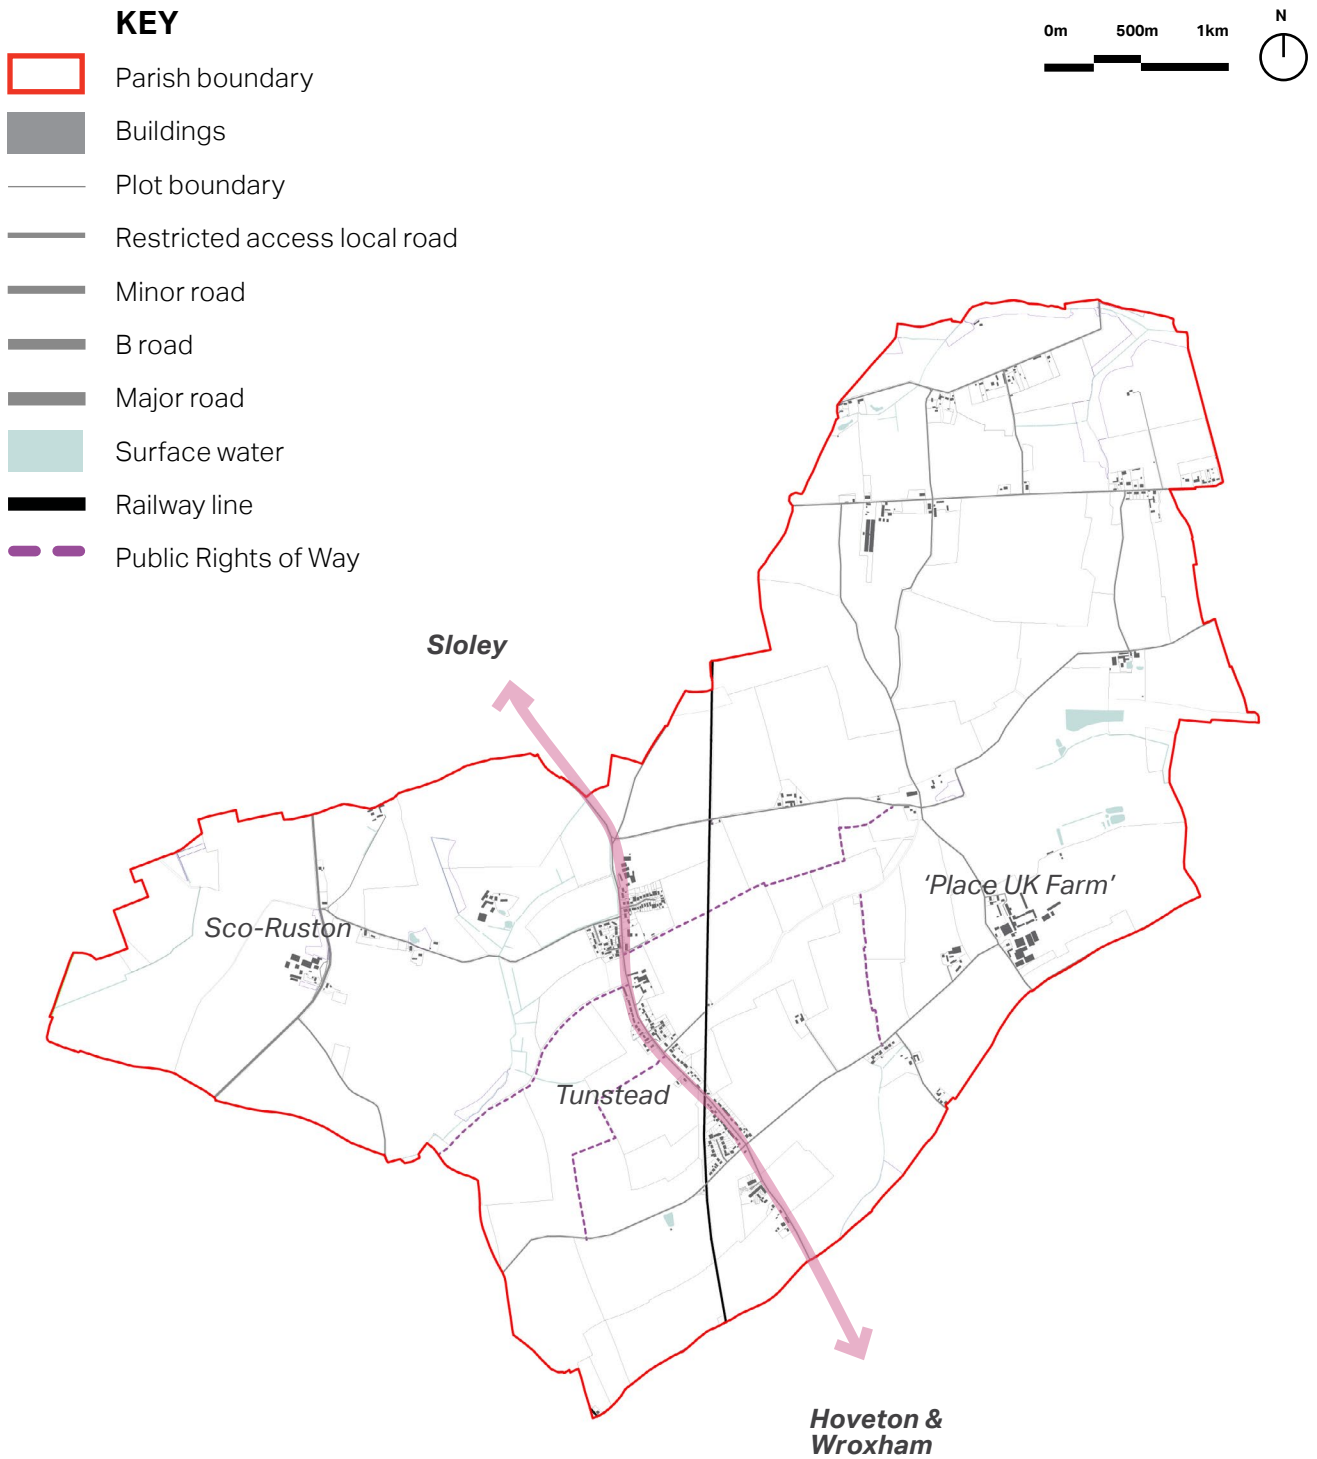 KEY
Parish boundary
Buildings
Plot boundary
Restricted access local road
Minor road
B road
Major road
Surface water
Railway line
Public Rights of Way
0m 500m 1km
N
Sloley
Sco-Ruston
'Place UK Farm'
Tunstead
Hoveton &
Wroxham